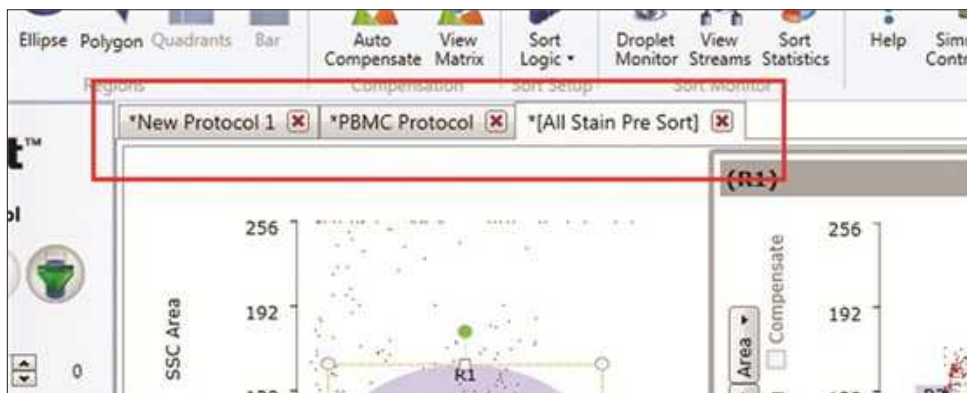 Ellipse Polygon Quadrants Bar
Auto Compensate
View Matrix
Sort Logic
Droplet Monitor
View Streams
Sort Statistics
Help
Regions
Compensation
Sort Setup
Sort Monitor
*New Protocol 1
*PBMC Protocol
*[All Stain Pre Sort]
TM
(R1)
256
192
SSC Area
0
R1
256
192
Compensate
Area